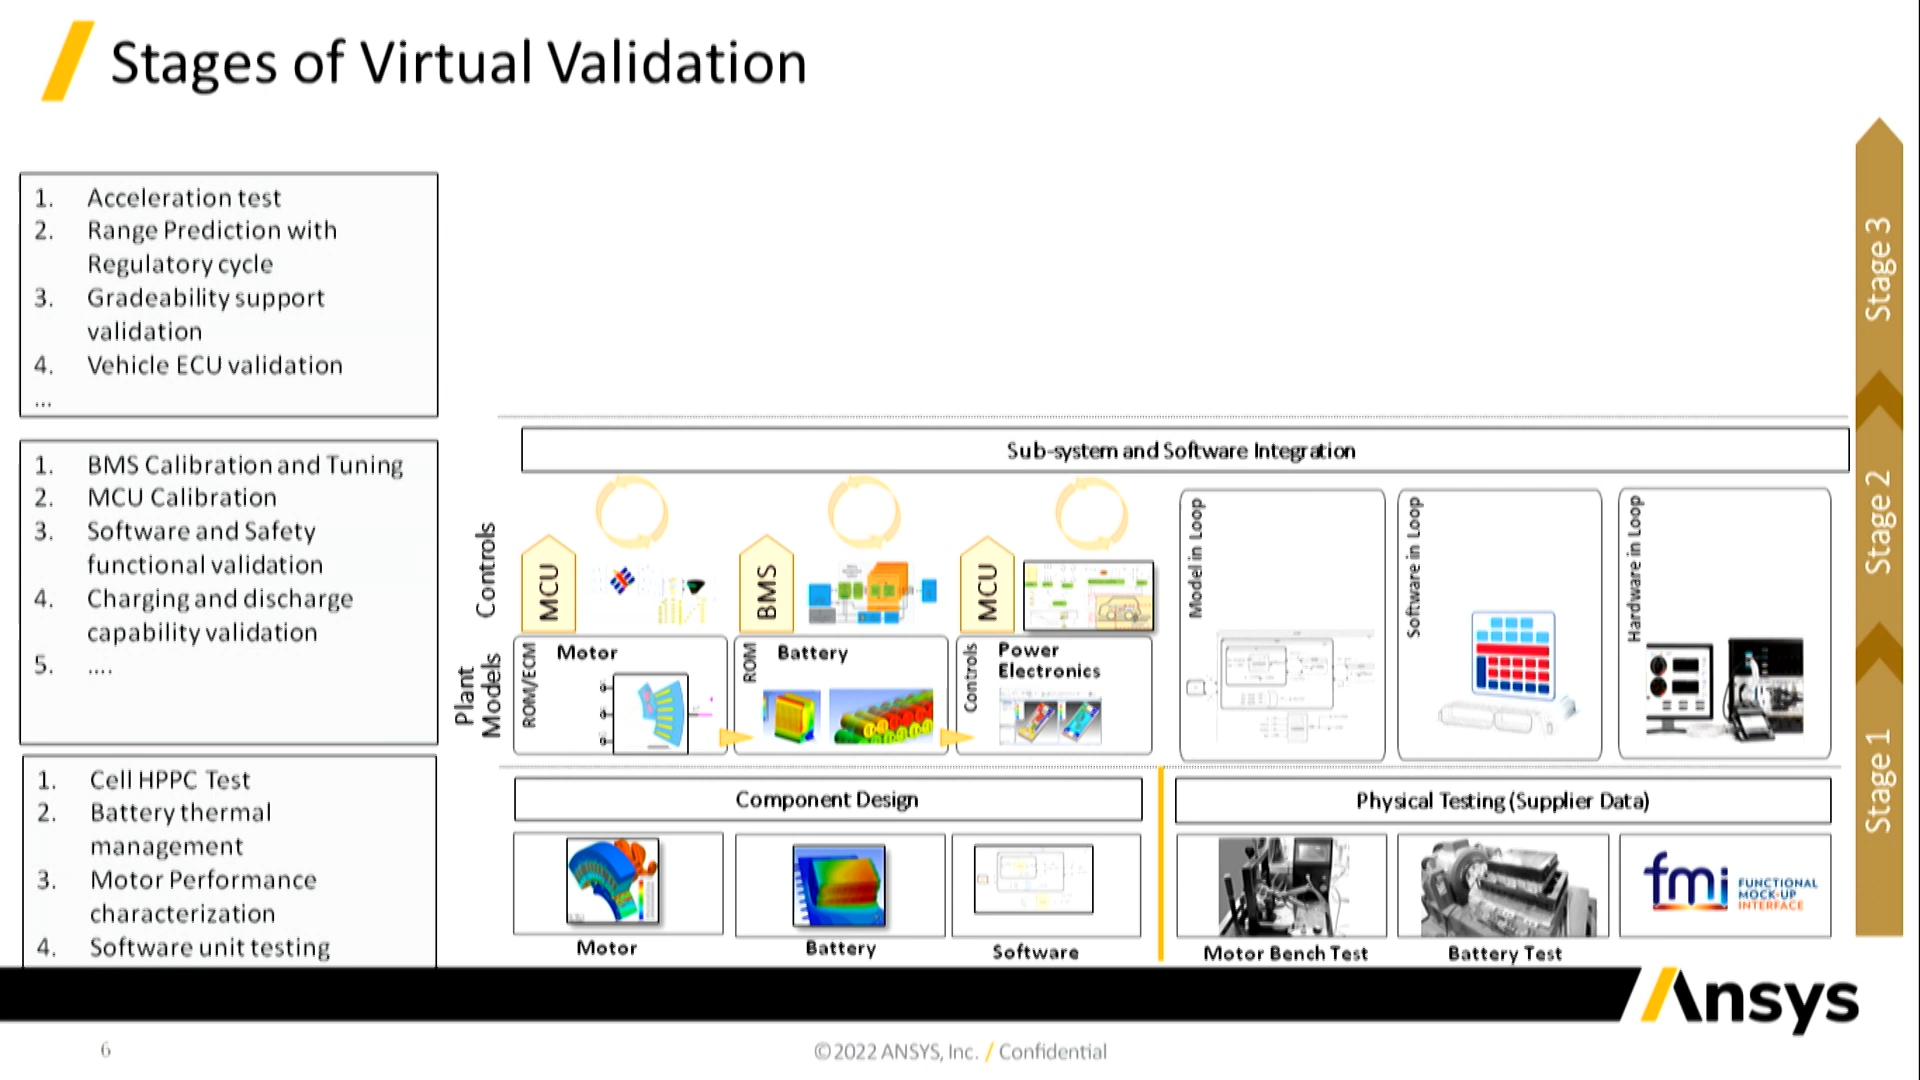 Stages of Virtual Validation
1. Acceleration test
2. Range Prediction with
Regulatory cycle
3. Gradeability support
validation
4. Vehicle ECU validation
...
1. BMS Calibration and Tuning
2. MCU Calibration
3. Software and Safety
functional validation
4. Charging and discharge
capability validation
5. ....
1. Cell HPPC Test
2. Battery thermal
management
3. Motor Performance
characterization
4. Software unit testing
Sub-system and Software Integration
Controls
MCU
BMS
MCU
Plant
Models
ROM/ECM
Motor
ROM
Battery
Controls
Power
Electronics
Model in Loop
Software in Loop
Hardware in Loop
Component Design
Motor
Battery
Software
Physical Testing (Supplier Data)
Motor Bench Test
Battery Test
fmi FUNCTIONAL
MOCK-UP
INTERFACE
Stage 3
Stage 2
Stage 1
Ansys
6
©2022 ANSYS, Inc. / Confidential